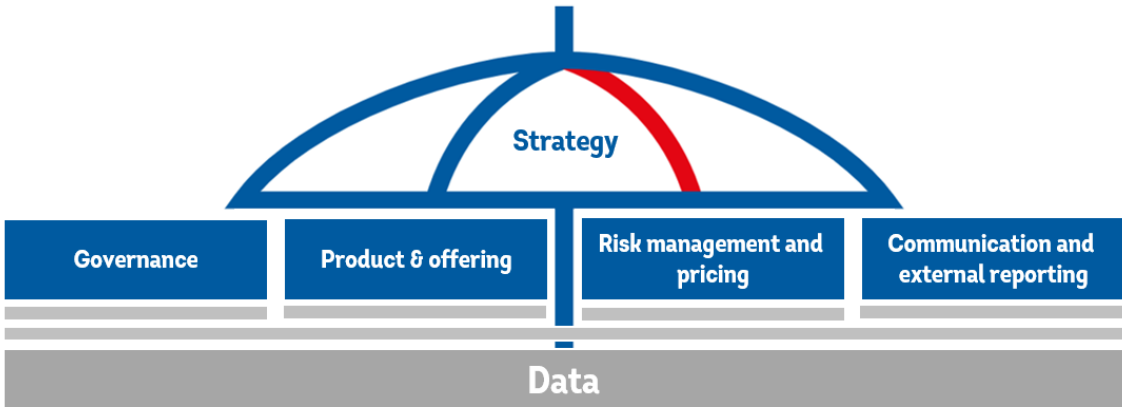 Strategy
Governance
Product & offering
Risk management and
pricing
Communication and
external reporting
Data